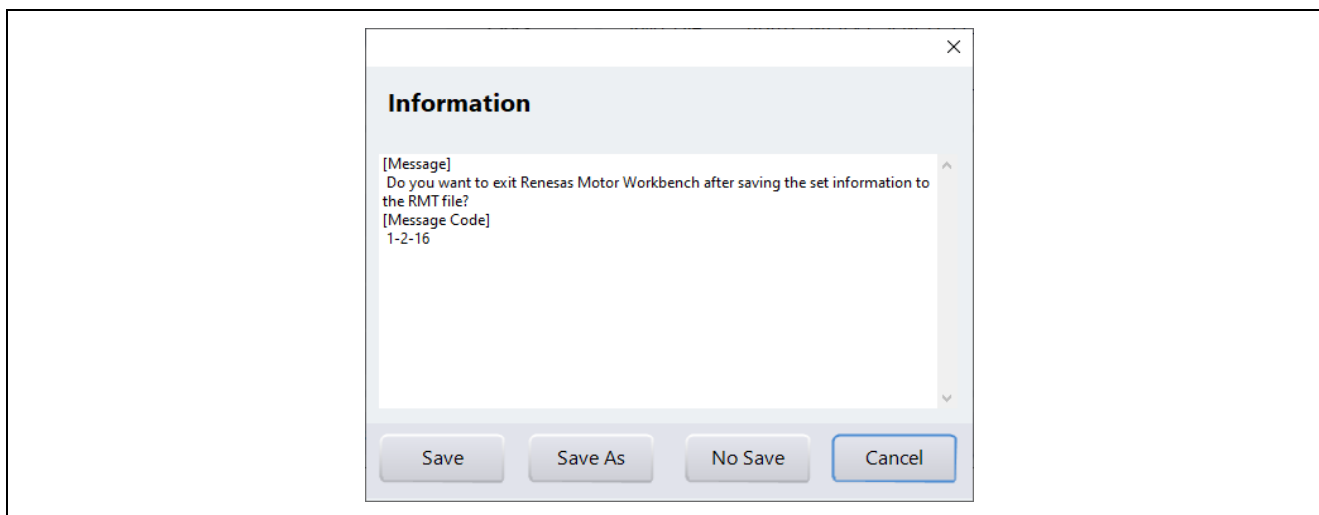 Information
[Message]
Do you want to exit Renesas Motor Workbench after saving the set information to
the RMT file?
[Message Code]
1-2-16
Save Save As No Save Cancel